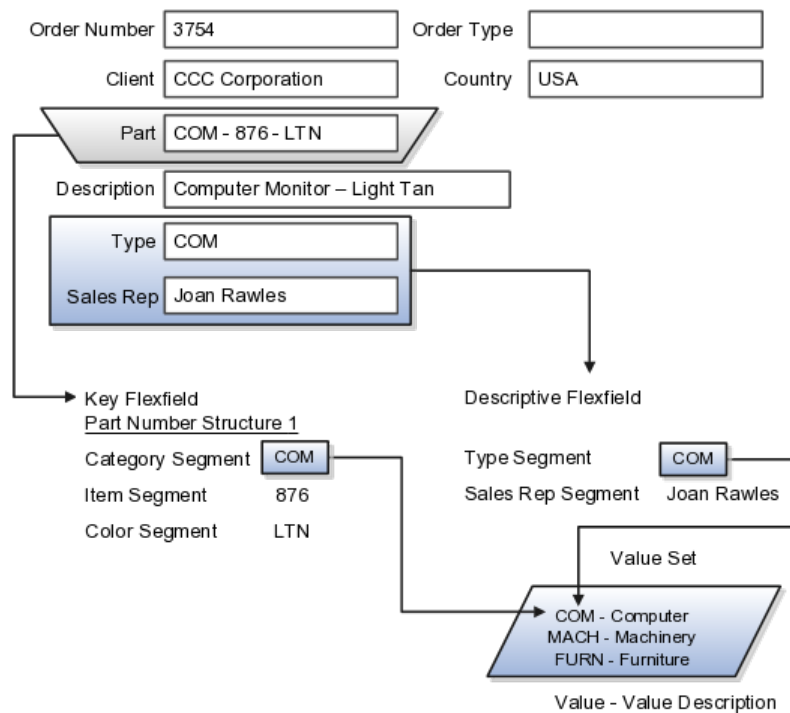 Order Number 3754 Order Type
Client CCC Corporation Country USA
Part COM - 876 - LTN
Description Computer Monitor – Light Tan
Type COM
Sales Rep Joan Rawles
Key Flexfield Descriptive Flexfield
Part Number Structure 1
Category Segment COM Type Segment COM
Item Segment 876 Sales Rep Segment Joan Rawles
Color Segment LTN
Value Set
COM - Computer
MACH - Machinery
FURN - Furniture
Value - Value Description